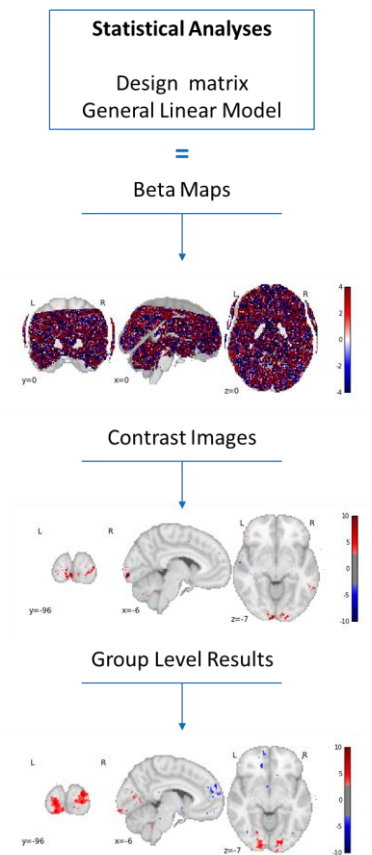 Statistical Analyses
Design matrix
General Linear Model
=
Beta Maps
L R L R
4
2
0
-2
-4
y=0 x=0 z=0
Contrast Images
L R L R
10
5
0
-5
-10
y=-96 x=-6 z=-7
Group Level Results
L R L R
10
5
0
-5
-10
y=-96 x=-6 z=-7